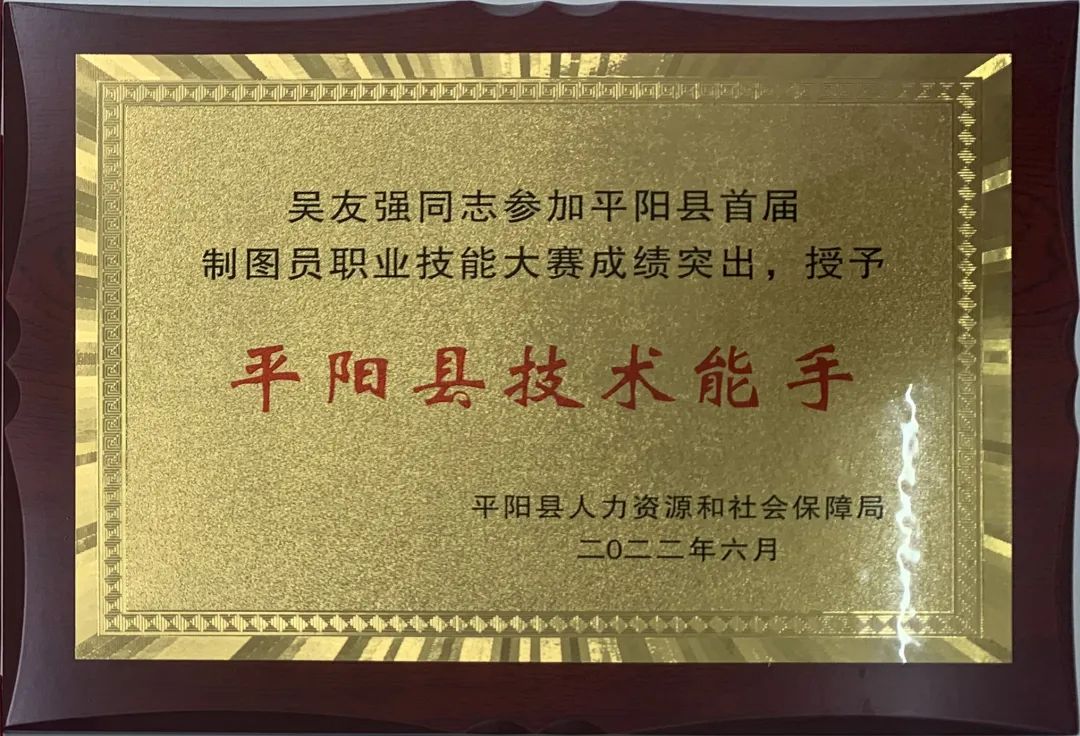 吴友强同志参加平阳县首届
制图员职业技能大赛成绩突出，授予
平阳县技术能手
平阳县人力资源和社会保障局
二〇二二年六月